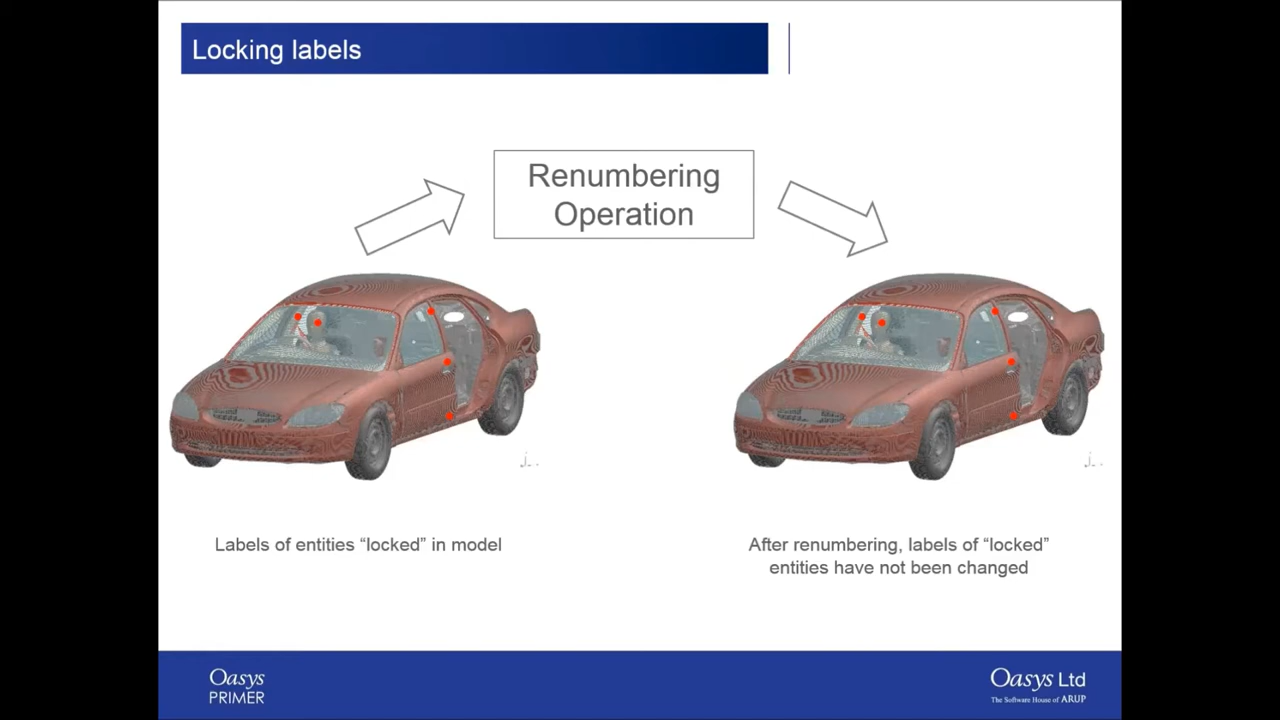 Locking labels
Renumbering
Operation
Labels of entities “locked” in model
After renumbering, labels of “locked”
entities have not been changed
Oasys
PRIMER
Oasys Ltd
The Software House of ARUP